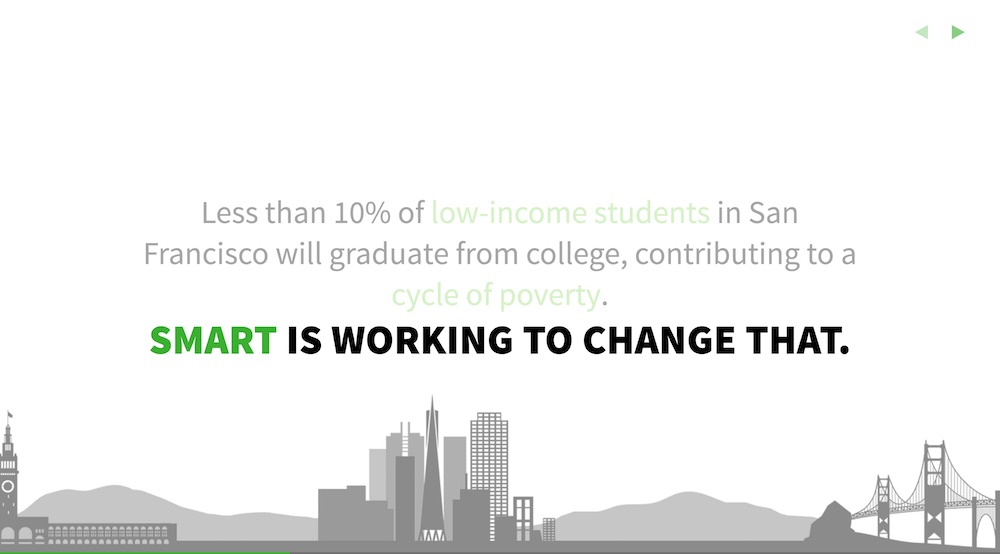 Less than 10% of low-income students in San
Francisco will graduate from college, contributing to a
cycle of poverty.
SMART IS WORKING TO CHANGE THAT.